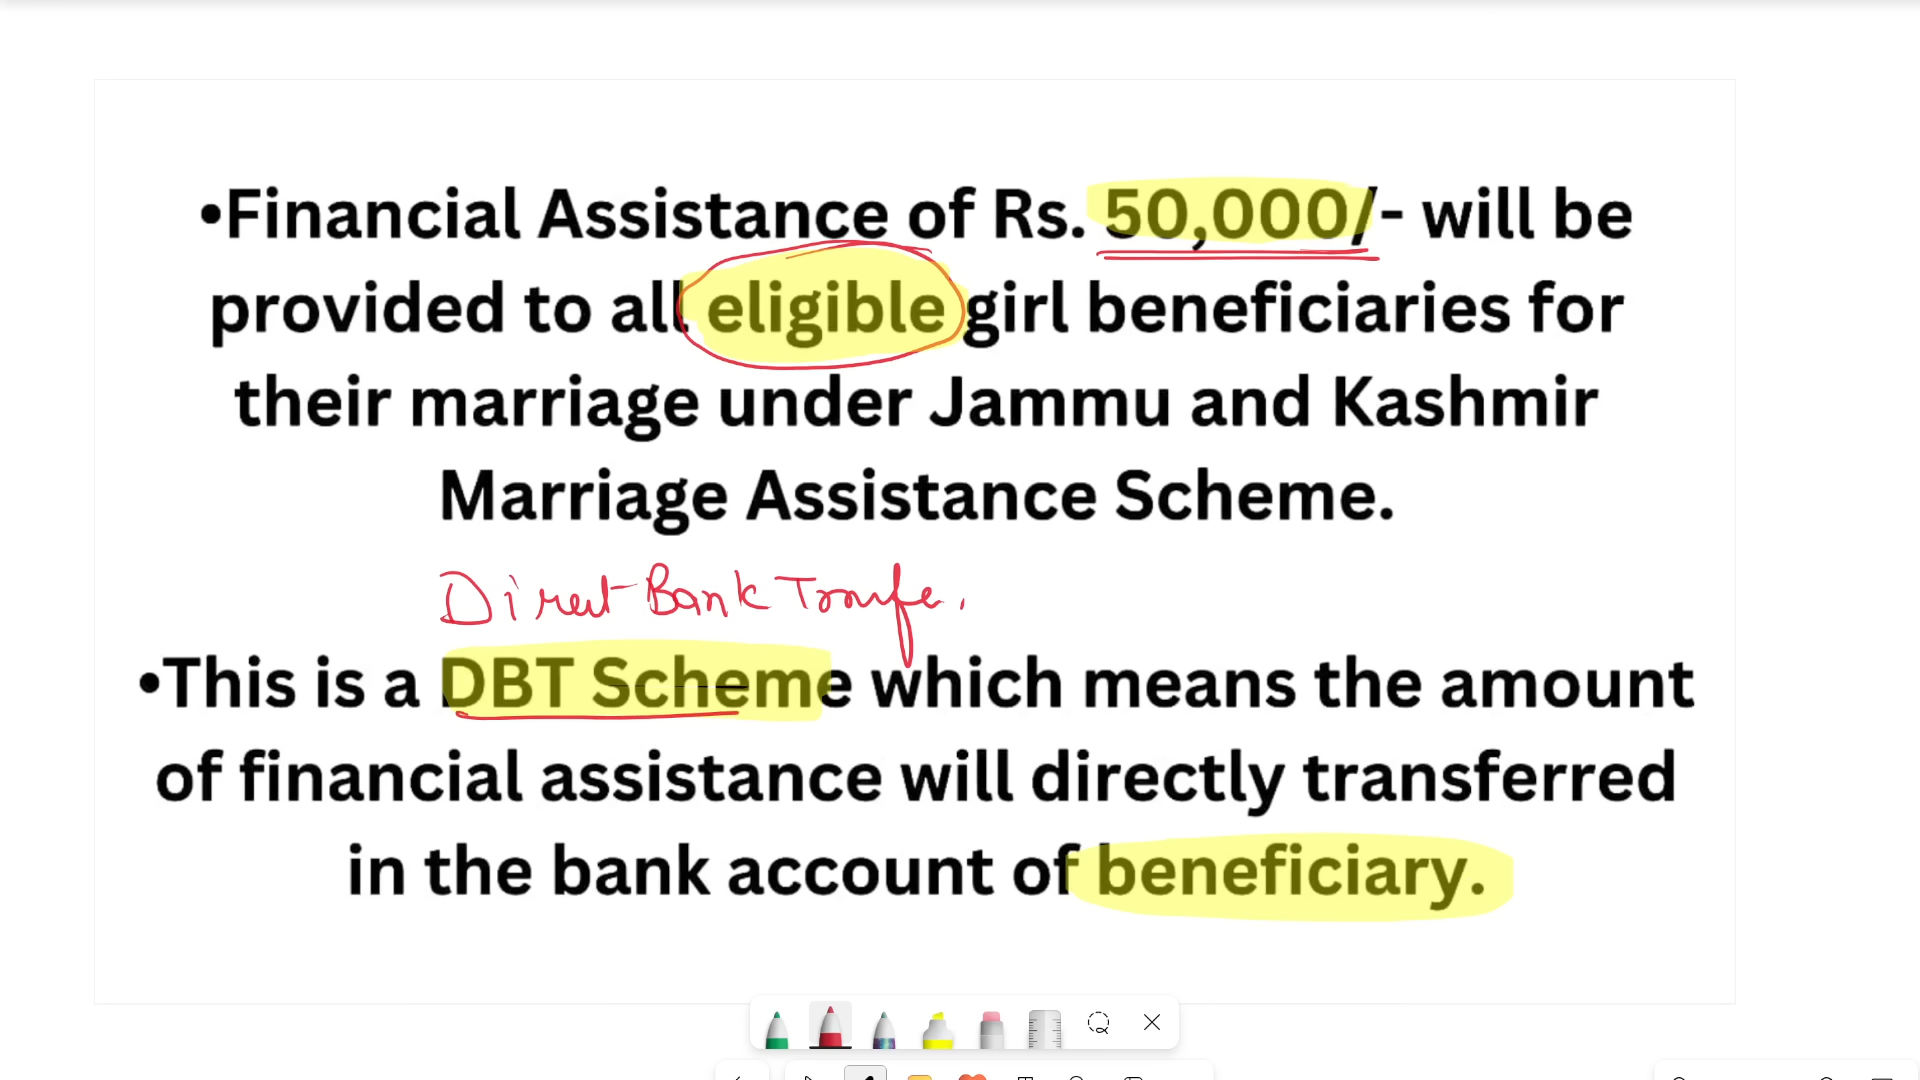 •Financial Assistance of Rs. 50,000/- will be
provided to all eligible girl beneficiaries for
their marriage under Jammu and Kashmir
Marriage Assistance Scheme.
Direct Bank
•This is a DBT Scheme which means the amount
of financial assistance will directly transferred
in the bank account of beneficiary.